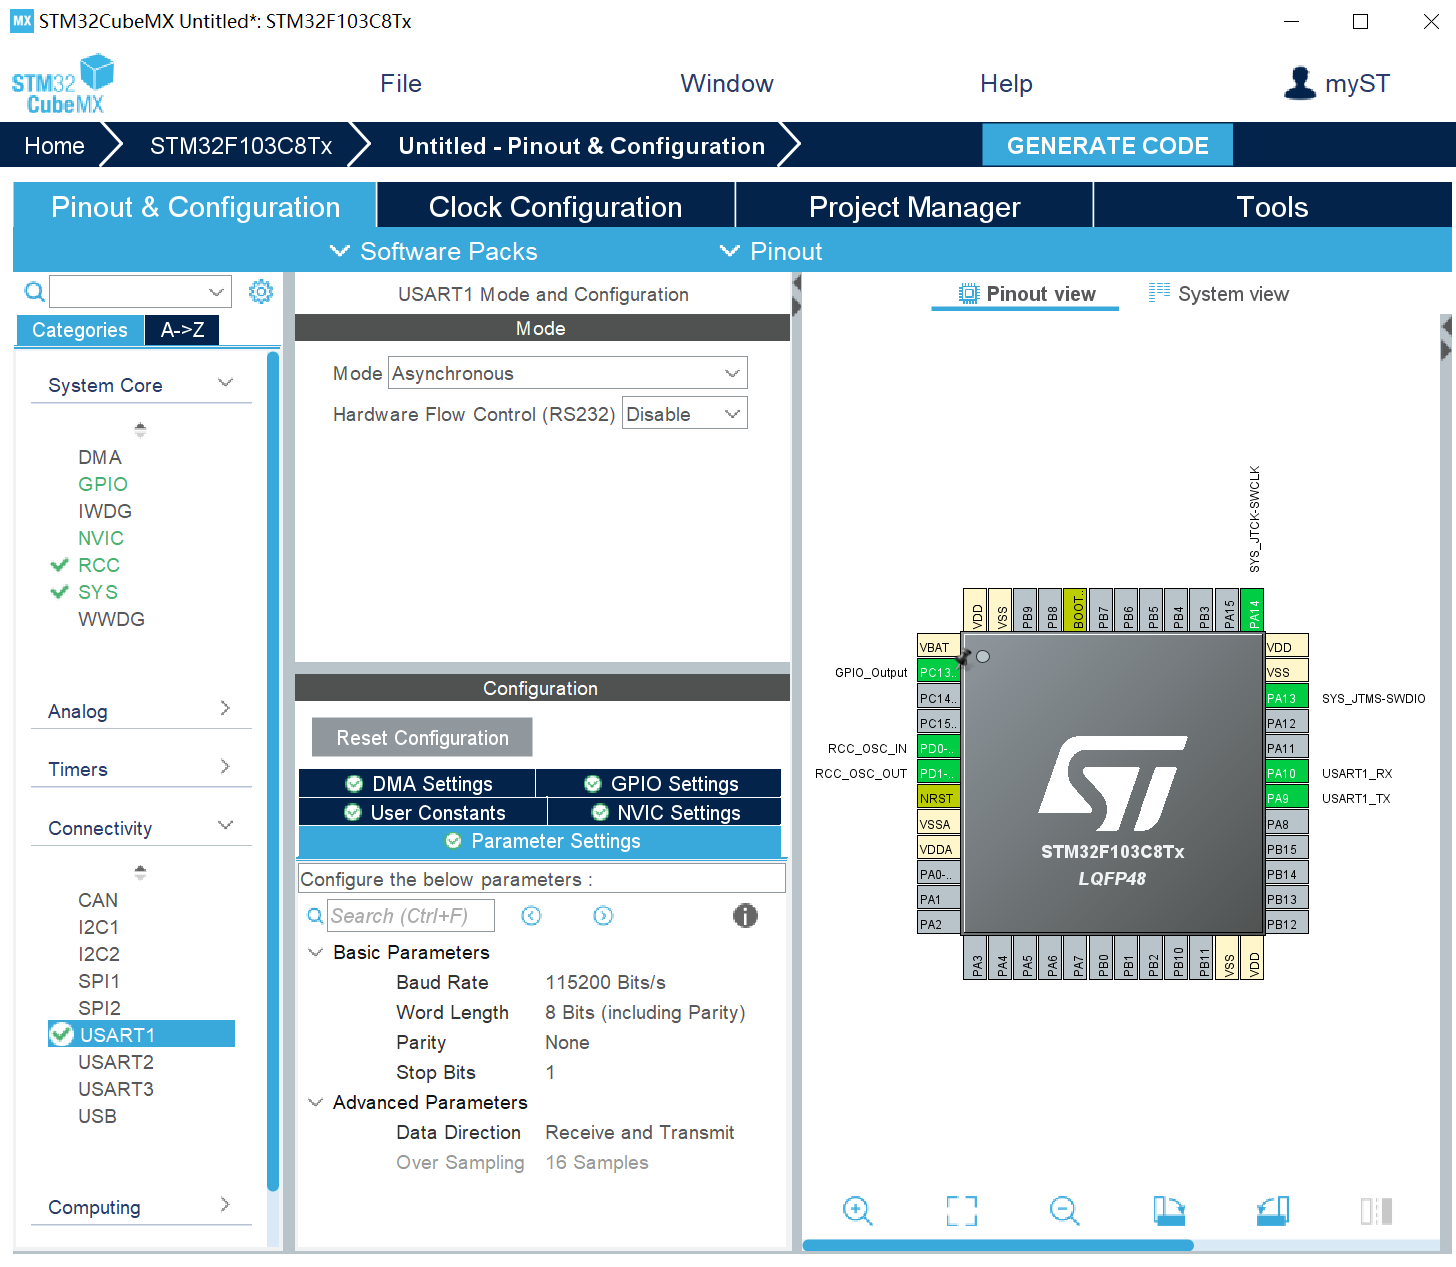 MX STM32CubeMX Untitled*: STM32F103C8Tx
STM32
CubeMX
File
Window
Help
myST
Home
STM32F103C8Tx
Untitled - Pinout & Configuration
GENERATE CODE
Pinout & Configuration
Clock Configuration
Project Manager
Tools
Software Packs
Pinout
Categories
A->Z
System Core
DMA
GPIO
IWDG
NVIC
RCC
SYS
WWDG
Analog
Timers
Connectivity
CAN
I2C1
I2C2
SPI1
SPI2
USART1
USART2
USART3
USB
Computing
USART1 Mode and Configuration
Mode
Mode Asynchronous
Hardware Flow Control (RS232) Disable
Configuration
Reset Configuration
DMA Settings
GPIO Settings
User Constants
NVIC Settings
Parameter Settings
Configure the below parameters :
Search (Ctrl+F)
Basic Parameters
Baud Rate 115200 Bits/s
Word Length 8 Bits (including Parity)
Parity None
Stop Bits 1
Advanced Parameters
Data Direction Receive and Transmit
Over Sampling 16 Samples
Pinout view
System view
SYS_JTCK-SWCLK
VDD
VSS
PB9
PB8
BOOT..
PB7
PB6
PB5
PB4
PB3
PA15
PA14
VBAT
GPIO_Output PC13..
PC14..
PC15..
RCC_OSC_IN PD0-..
RCC_OSC_OUT PD1-..
NRST
VSSA
VDDA
PA0-..
PA1
PA2
VDD
VSS
PA13 SYS_JTMS-SWDIO
PA12
PA11
PA10 USART1_RX
PA9 USART1_TX
PA8
PB15
PB14
PB13
PB12
ST
STM32F103C8Tx
LQFP48
PA3
PA4
PA5
PA6
PA7
PB0
PB1
PB2
PB10
PB11
VSS
VDD